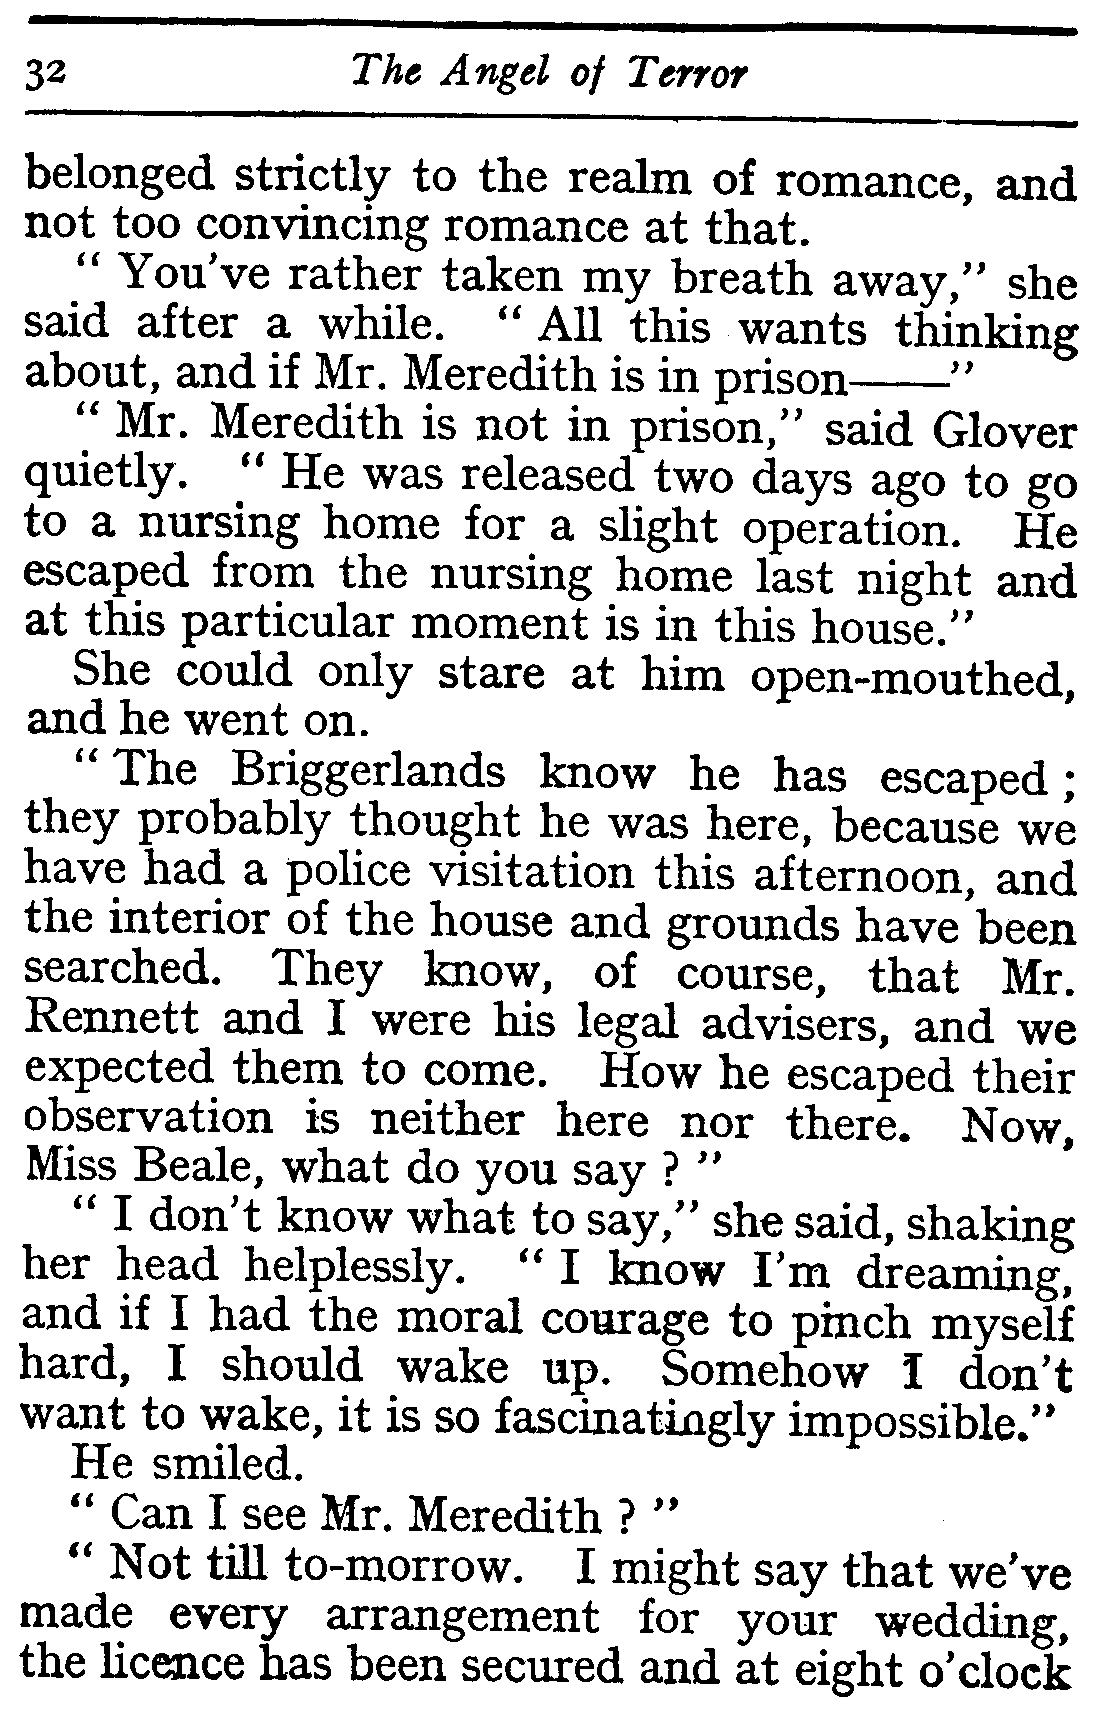 32 The Angel of Terror
belonged strictly to the realm of romance, and
not too convincing romance at that.
“ You've rather taken my breath away,” she
said after a while. “ All this wants thinking
about, and if Mr. Meredith is in prison——”
“ Mr. Meredith is not in prison,” said Glover
quietly. “ He was released two days ago to go
to a nursing home for a slight operation. He
escaped from the nursing home last night and
at this particular moment is in this house.”
She could only stare at him open-mouthed,
and he went on.
“ The Briggerlands know he has escaped ;
they probably thought he was here, because we
have had a police visitation this afternoon, and
the interior of the house and grounds have been
searched. They know, of course, that Mr.
Rennett and I were his legal advisers, and we
expected them to come. How he escaped their
observation is neither here nor there. Now,
Miss Beale, what do you say ? ”
“ I don't know what to say,” she said, shaking
her head helplessly. “ I know I'm dreaming,
and if I had the moral courage to pinch myself
hard, I should wake up. Somehow I don't
want to wake, it is so fascinatingly impossible.”
He smiled.
“ Can I see Mr. Meredith ? ”
“ Not till to-morrow. I might say that we've
made every arrangement for your wedding,
the licence has been secured and at eight o'clock